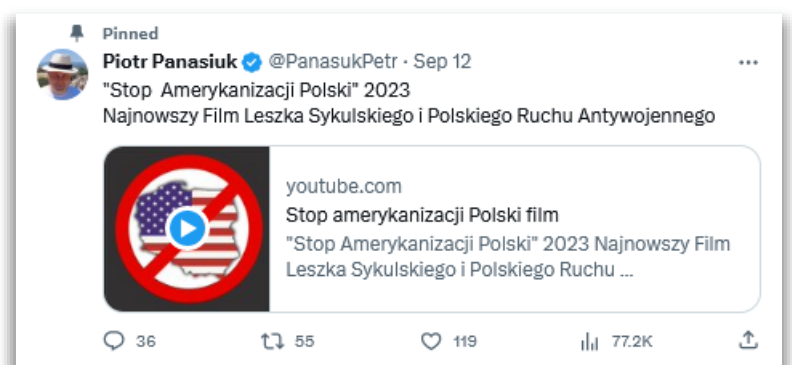 Pinned
Piotr Panasiuk @PanasukPetr · Sep 12
"Stop Amerykanizacji Polski" 2023
Najnowszy Film Leszka Sykulskiego i Polskiego Ruchu Antywojennego
youtube.com
Stop amerykanizacji Polski film
"Stop Amerykanizacji Polski" 2023 Najnowszy Film
Leszka Sykulskiego i Polskiego Ruchu ...
36 55 119 77.2K